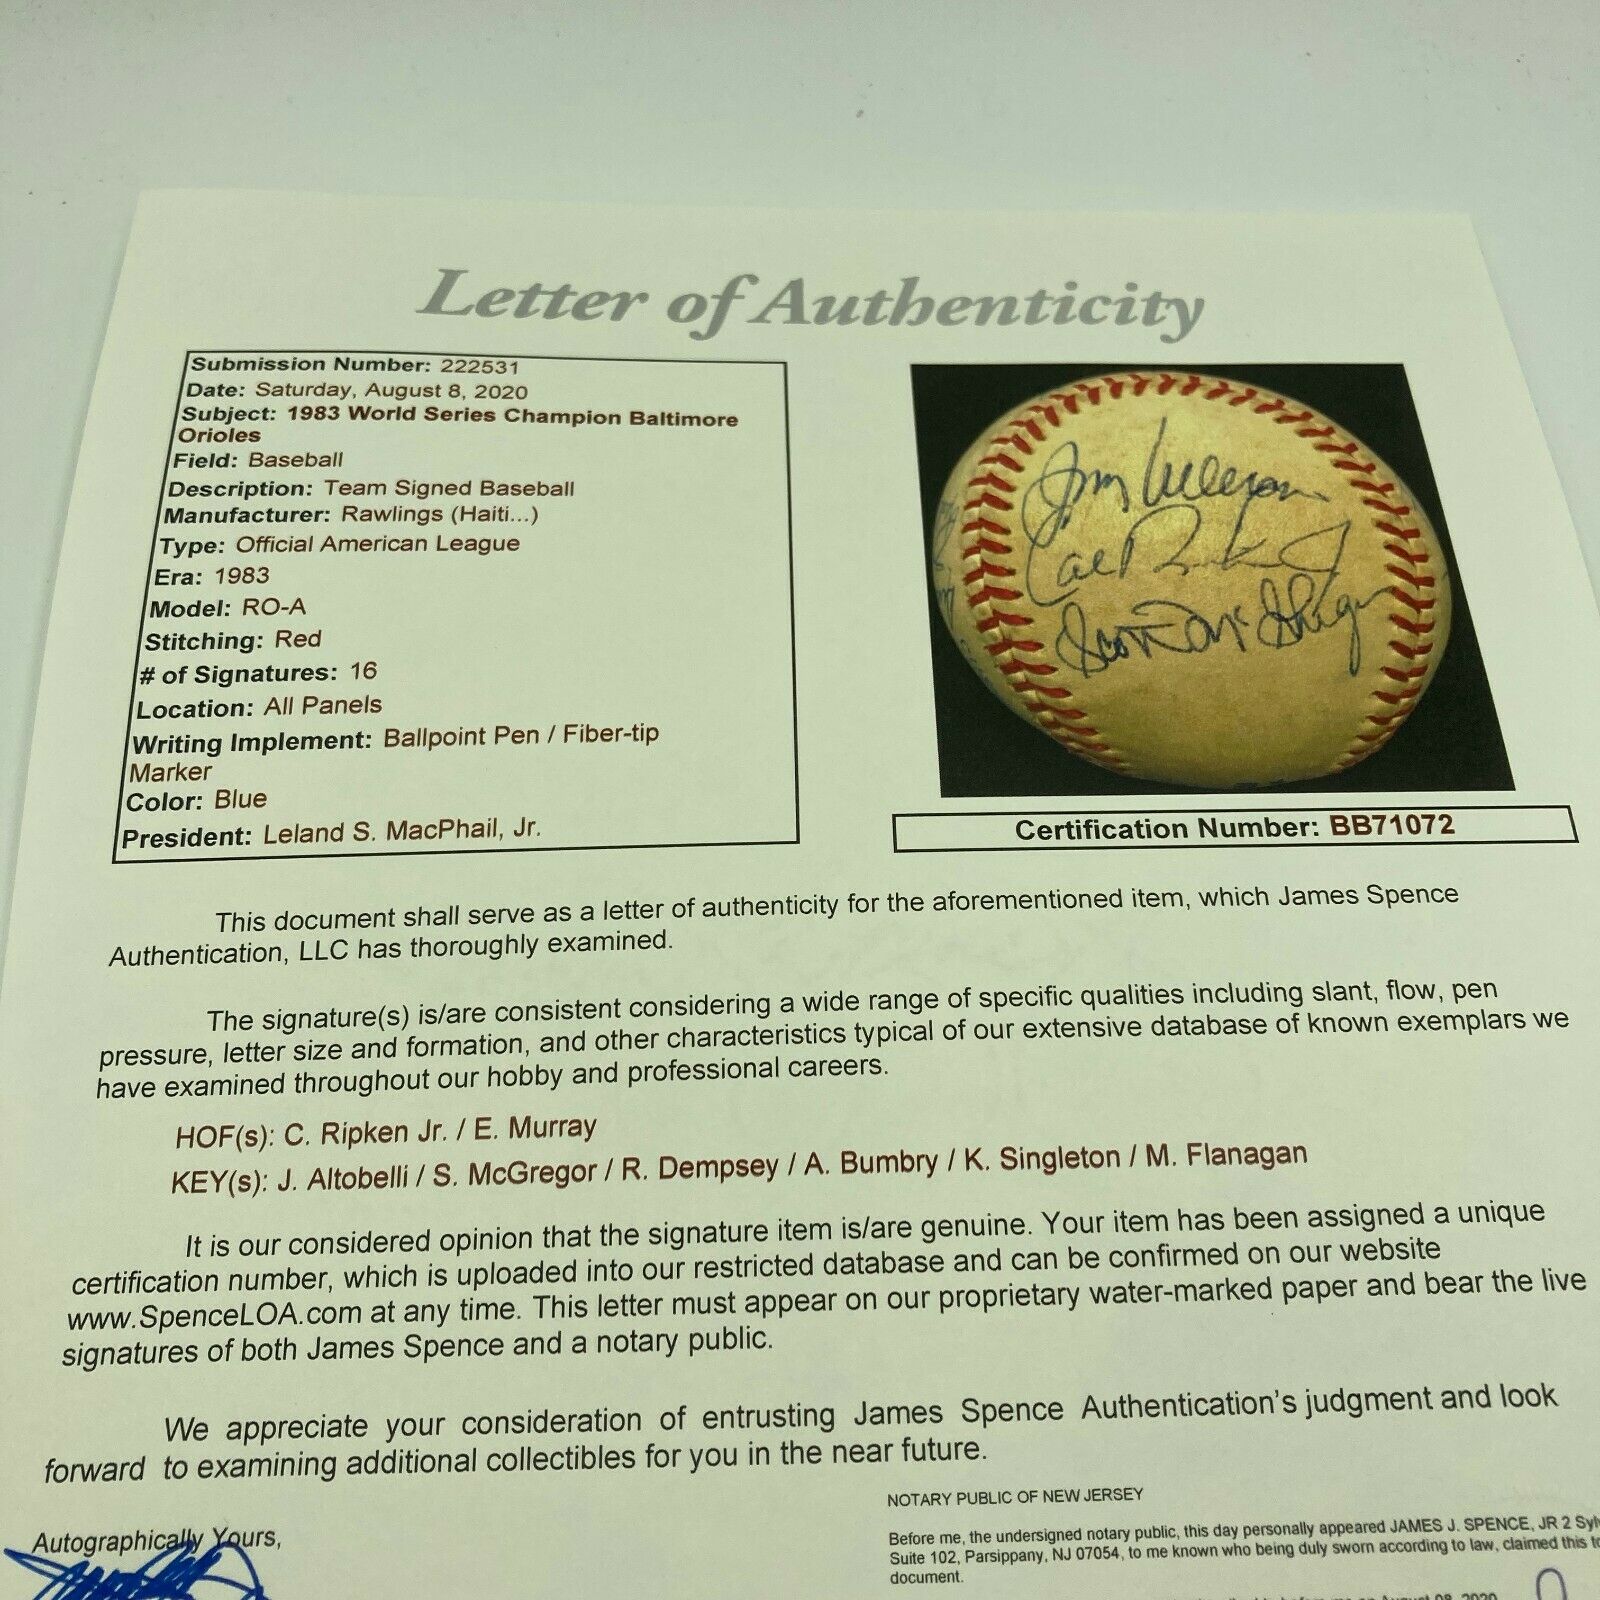 Letter of Authenticity
Submission Number: 222531
Date: Saturday, August 8, 2020
Subject: 1983 World Series Champion Baltimore
Orioles
Field: Baseball
Description: Team Signed Baseball
Manufacturer: Rawlings (Haiti...)
Type: Official American League
Era: 1983
Model: RO-A
Stitching: Red
# of Signatures: 16
Location: All Panels
Writing Implement: Ballpoint Pen / Fiber-tip
Marker
Color: Blue
President: Leland S. MacPhail, Jr.
Cal Ripken Jr
Scott McGregor
Certification Number: BB71072
This document shall serve as a letter of authenticity for the aforementioned item, which James Spence
Authentication, LLC has thoroughly examined.
The signature(s) is/are consistent considering a wide range of specific qualities including slant, flow, pen
pressure, letter size and formation, and other characteristics typical of our extensive database of known exemplars we
have examined throughout our hobby and professional careers.
HOF(s): C. Ripken Jr. / E. Murray
KEY(s): J. Altobelli / S. McGregor / R. Dempsey / A. Bumbry / K. Singleton / M. Flanagan
It is our considered opinion that the signature item is/are genuine. Your item has been assigned a unique
certification number, which is uploaded into our restricted database and can be confirmed on our website
www.SpenceLOA.com at any time. This letter must appear on our proprietary water-marked paper and bear the live
signatures of both James Spence and a notary public.
We appreciate your consideration of entrusting James Spence Authentication's judgment and look
forward to examining additional collectibles for you in the near future.
Autographically Yours,
NOTARY PUBLIC OF NEW JERSEY
Before me, the undersigned notary public, this day personally appeared JAMES J. SPENCE, JR 2 Syl
Suite 102, Parsippany, NJ 07054, to me known who being duly sworn according to law, claimed this to
document.
me on August 08, 2020